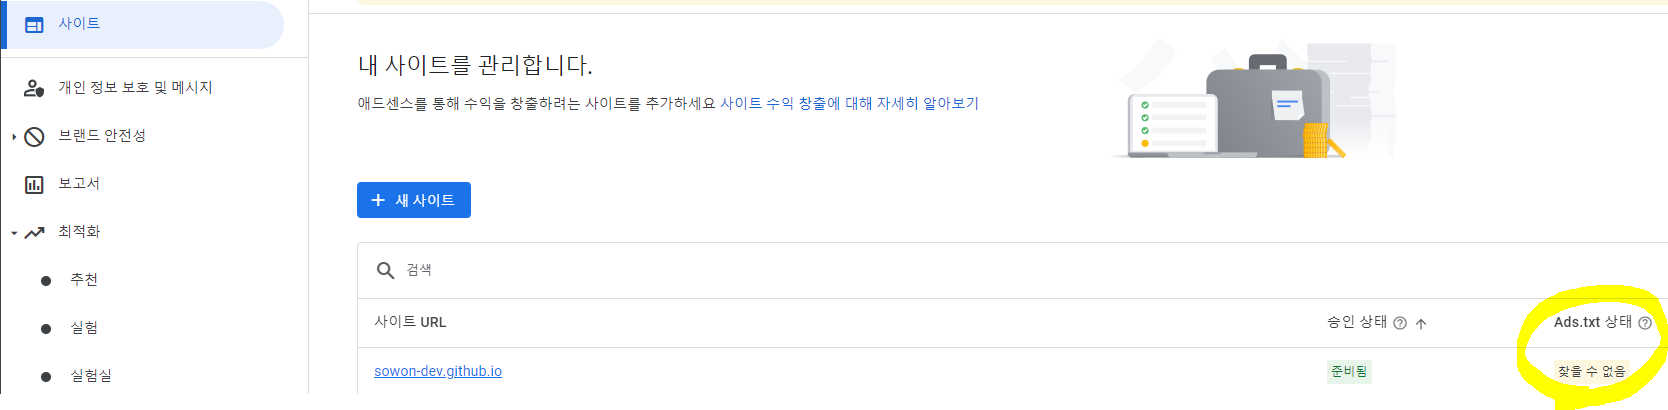 사이트
개인 정보 보호 및 메시지
브랜드 안전성
보고서
최적화
추천
실험
실험실
내 사이트를 관리합니다.
애드센스를 통해 수익을 창출하려는 사이트를 추가하세요 사이트 수익 창출에 대해 자세히 알아보기
+ 새 사이트
검색
사이트 URL 승인 상태 Ads.txt 상태
sowon-dev.github.io 준비됨 찾을 수 없음